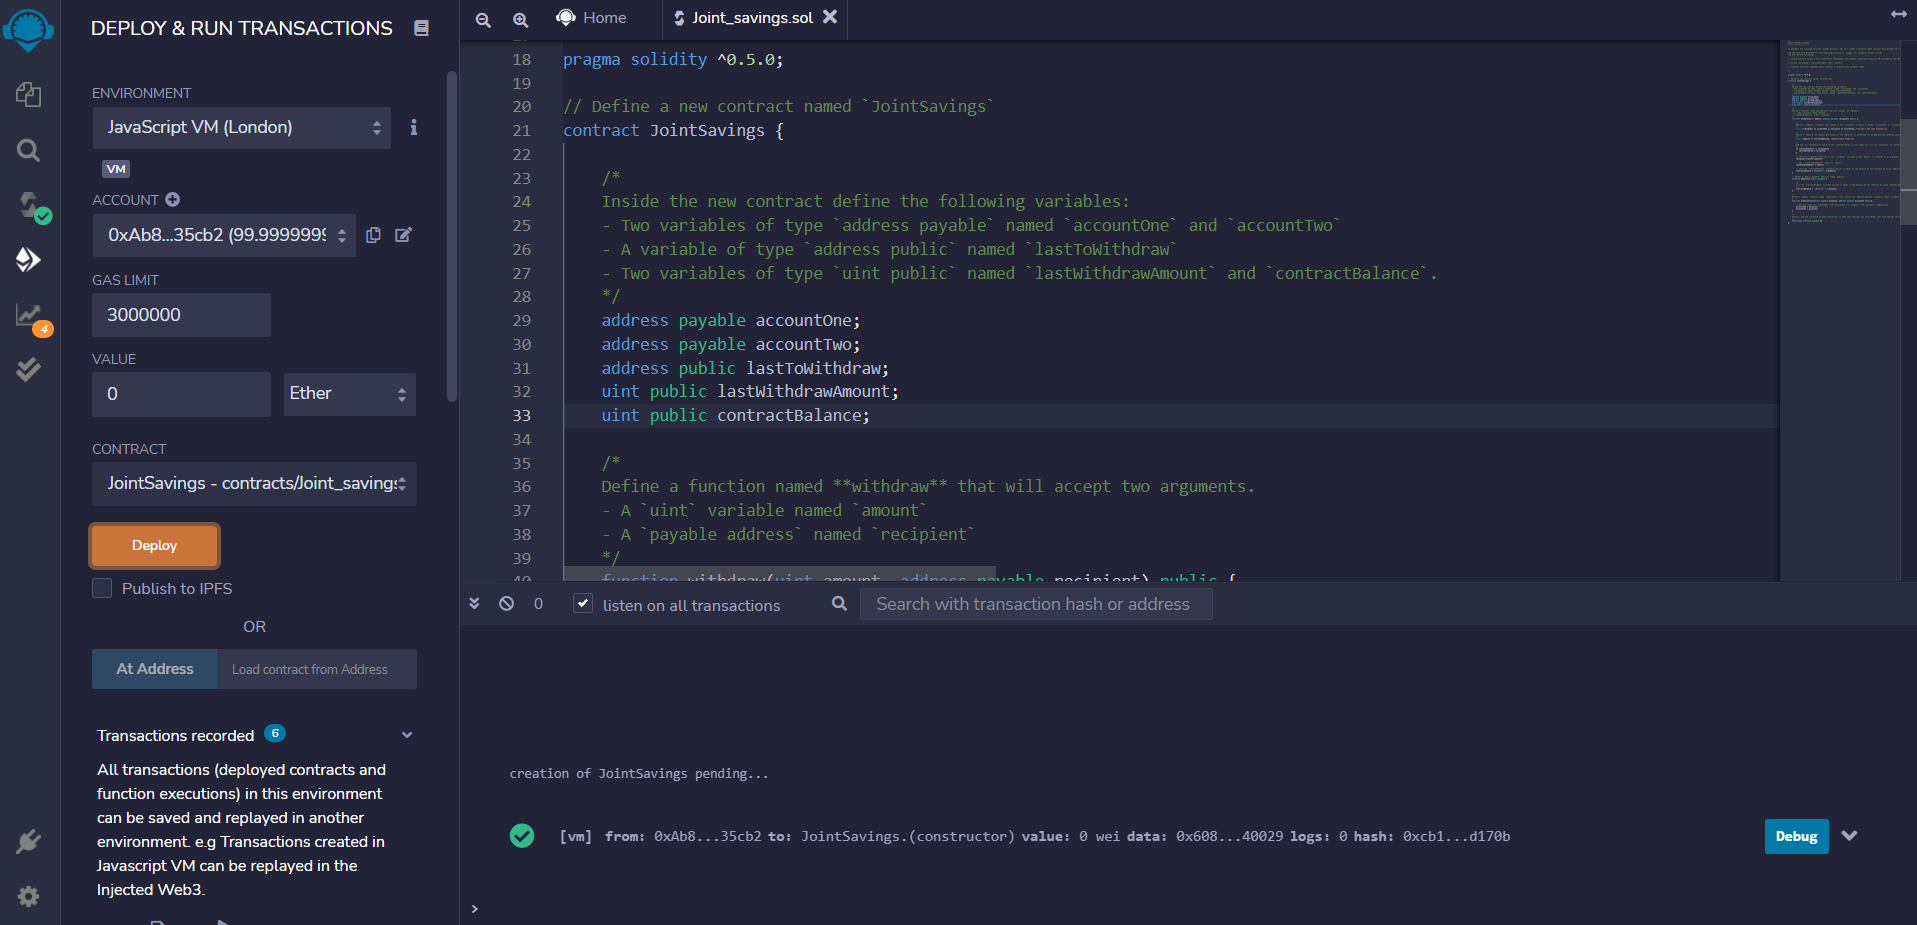 DEPLOY & RUN TRANSACTIONS
ENVIRONMENT
JavaScript VM (London)
VM
ACCOUNT
0xAb8...35cb2 (99.9999999
GAS LIMIT
3000000
VALUE
0
Ether
CONTRACT
JointSavings - contracts/Joint_savings
Deploy
Publish to IPFS
OR
At Address
Load contract from Address
Transactions recorded 6
All transactions (deployed contracts and
function executions) in this environment
can be saved and replayed in another
environment. e.g Transactions created in
Javascript VM can be replayed in the
Injected Web3.
4
Home
Joint_savings.sol
18 pragma solidity ^0.5.0;
19
20 // Define a new contract named `JointSavings`
21 contract JointSavings {
22
23 /*
24 Inside the new contract define the following variables:
25 - Two variables of type `address payable` named `accountOne` and `accountTwo`
26 - A variable of type `address public` named `lastToWithdraw`
27 - Two variables of type `uint public` named `lastWithdrawAmount` and `contractBalance`.
28 */
29 address payable accountOne;
30 address payable accountTwo;
31 address public lastToWithdraw;
32 uint public lastWithdrawAmount;
33 uint public contractBalance;
34
35 /*
36 Define a function named **withdraw** that will accept two arguments.
37 - A `uint` variable named `amount`
38 - A `payable address` named `recipient`
39 */
40 function withdraw(uint amount, address payable recipient) public {
0
listen on all transactions
Search with transaction hash or address
creation of JointSavings pending...
[vm] from: 0xAb8...35cb2 to: JointSavings.(constructor) value: 0 wei data: 0x608...40029 logs: 0 hash: 0xcb1...d170b
Debug
>